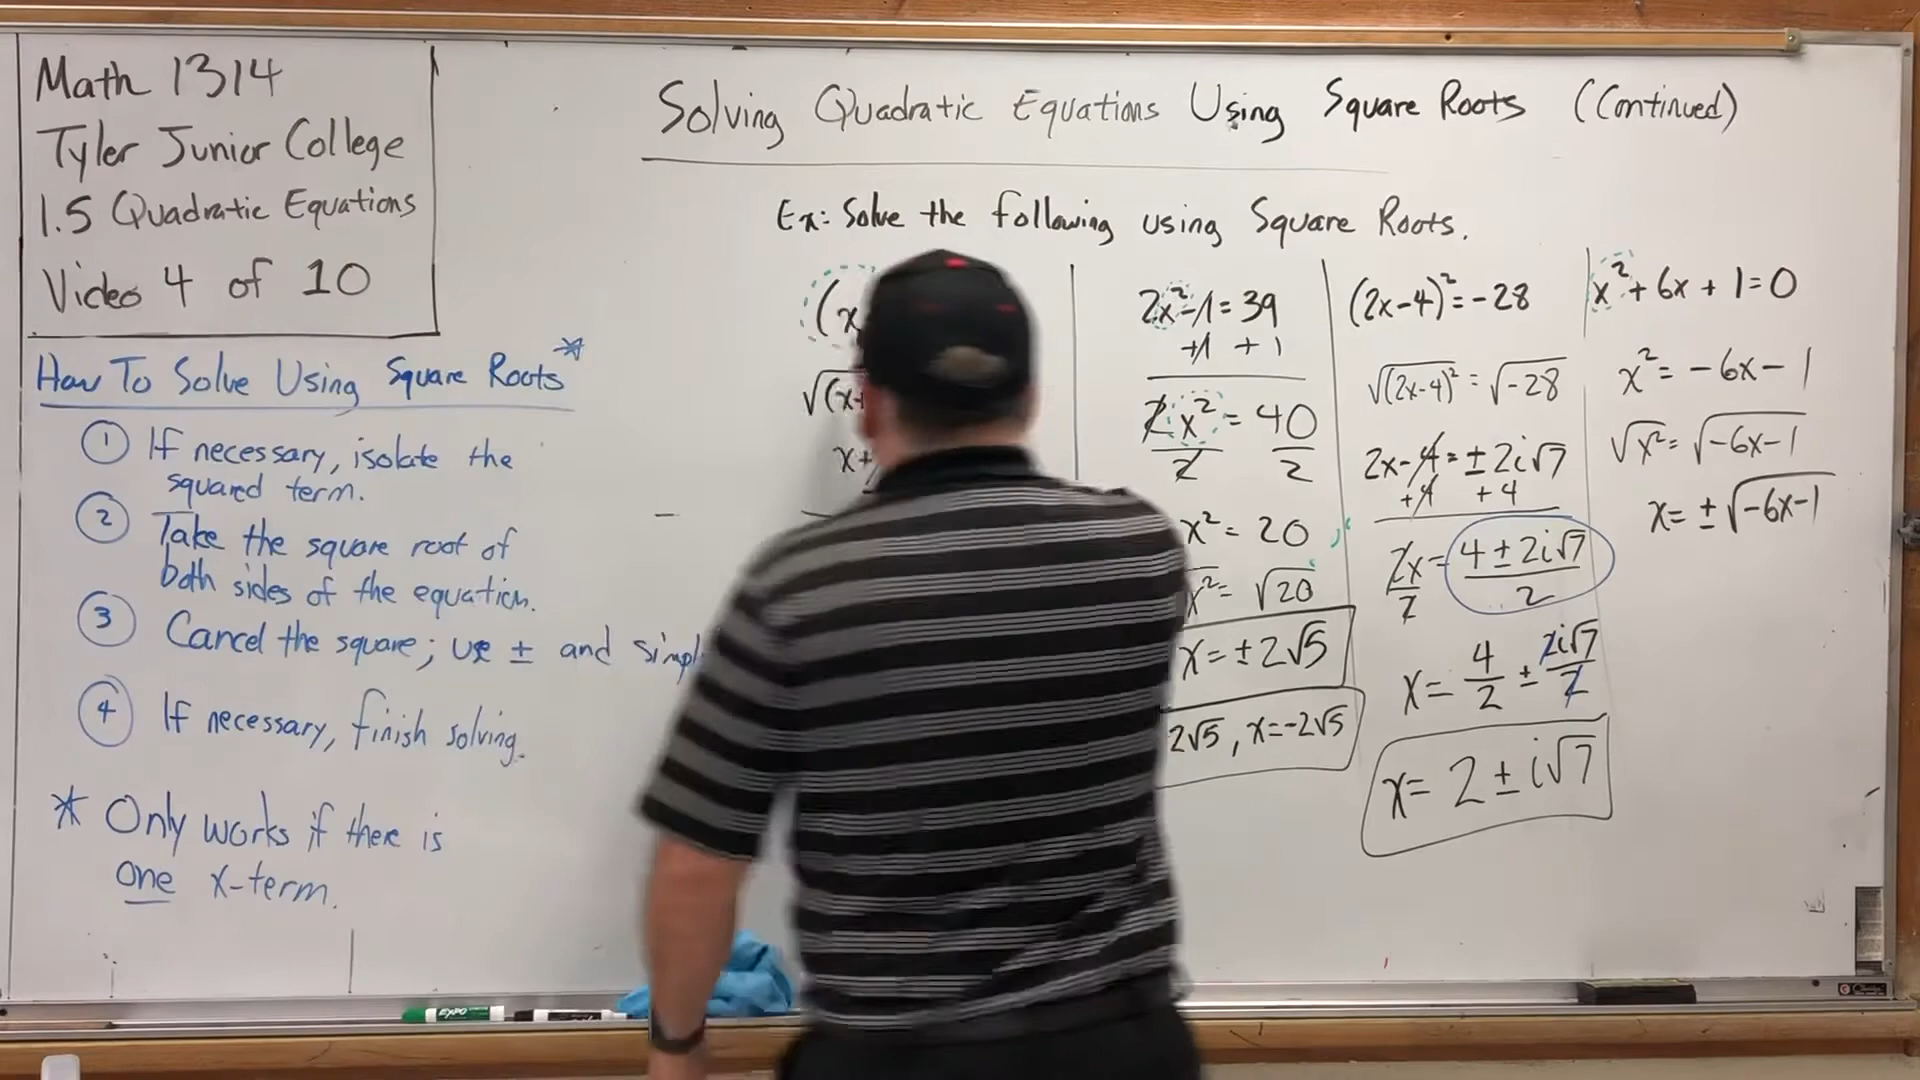 Math 1314
Tyler Junior College
1.5 Quadratic Equations
Video 4 of 10
How To Solve Using Square Roots*
① If necessary, isolate the
squared term.
② Take the square root of
both sides of the equation.
③ Cancel the square; use ± and simpl
④ If necessary, finish solving.
* Only works if there is
one x-term.
Solving Quadratic Equations Using Square Roots (Continued)
Ex: Solve the following using Square Roots.
(x
√(x+
x+
2x²-1=39
+1 +1
2x² = 40
2 2
x² = 20
x² = √20
x = ±2√5
2√5, x=-2√5
(2x-4)²=-28
√(2x-4)² = √-28
2x-4=±2i√7
+4 +4
2x = 4±2i√7
2 2
x = 4/2 ± 2i√7/2
x = 2 ± i√7
x²+6x+1=0
x² = -6x-1
√x² = √-6x-1
x = ±√-6x-1
EXPO